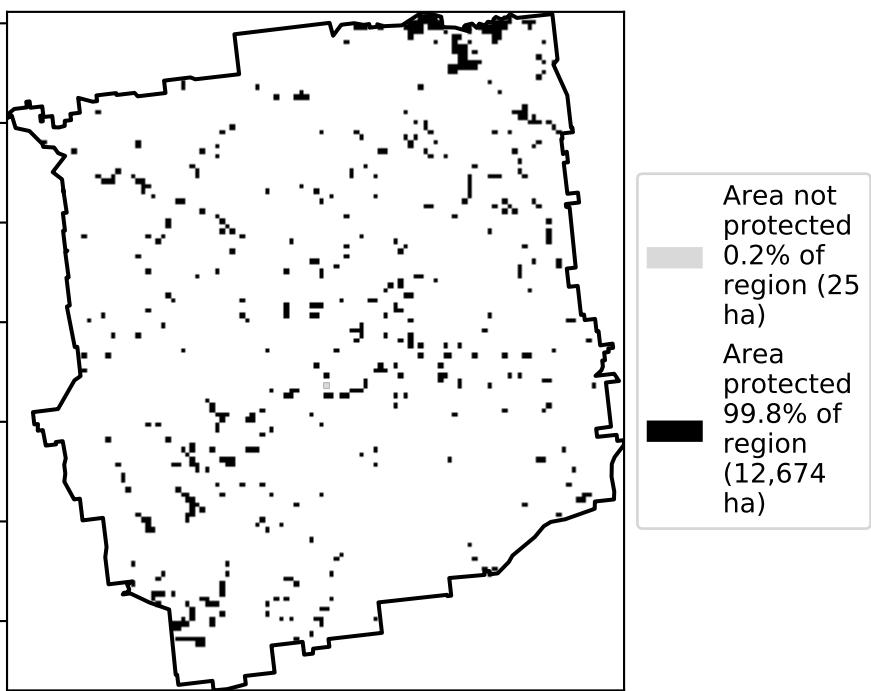 Area not
protected
0.2% of
region (25
ha)
Area
protected
99.8% of
region
(12,674
ha)